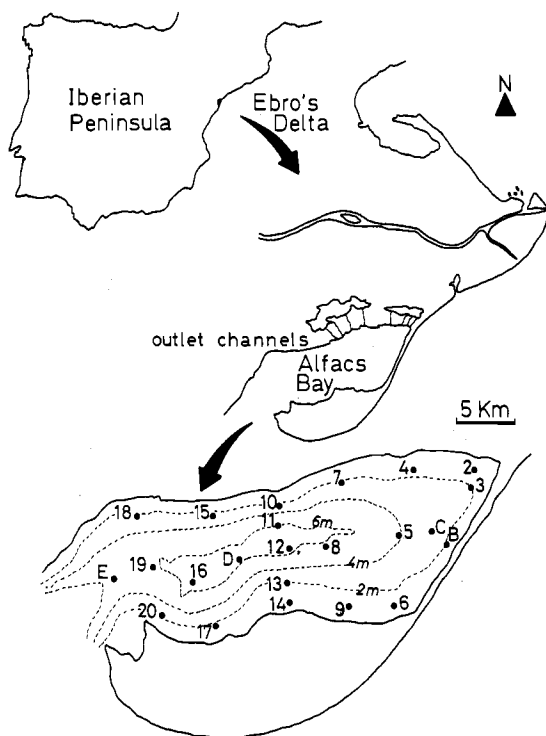 Iberian
Peninsula
Ebro's
Delta
N
outlet channels
Alfacs
Bay
5 Km
2
4
3
7
10
18
15
11
6m
C
B
5
12
8
D
4m
19
E
16
13
2m
14
9
6
20
17